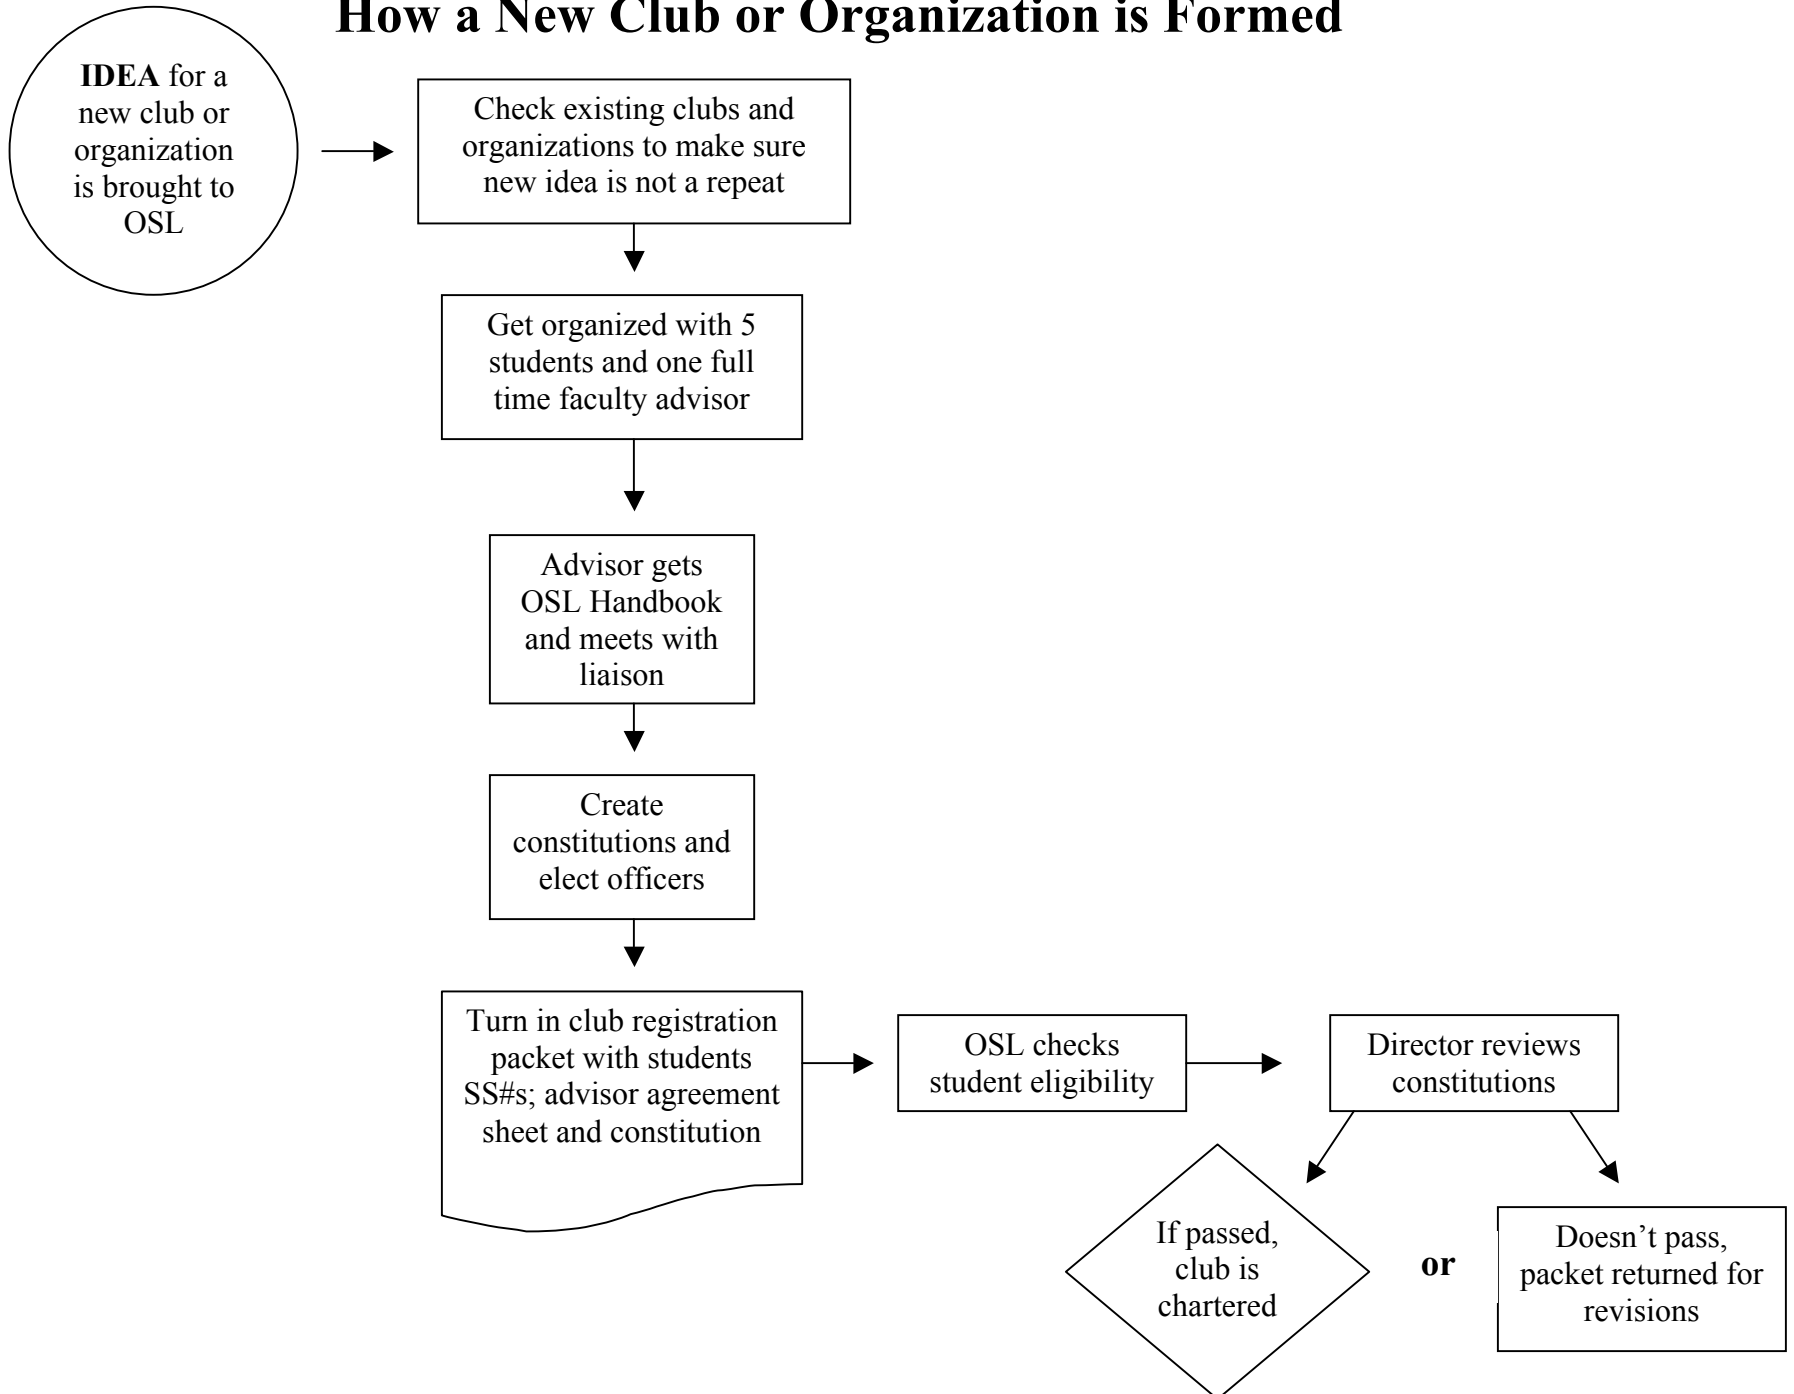 How a New Club or Organization is Formed
IDEA for a
new club or
organization
is brought to
OSL
Check existing clubs and
organizations to make sure
new idea is not a repeat
Get organized with 5
students and one full
time faculty advisor
Advisor gets
OSL Handbook
and meets with
liaison
Create
constitutions and
elect officers
Turn in club registration
packet with students
SS#s; advisor agreement
sheet and constitution
OSL checks
student eligibility
Director reviews
constitutions
If passed,
club is
chartered
or
Doesn’t pass,
packet returned for
revisions